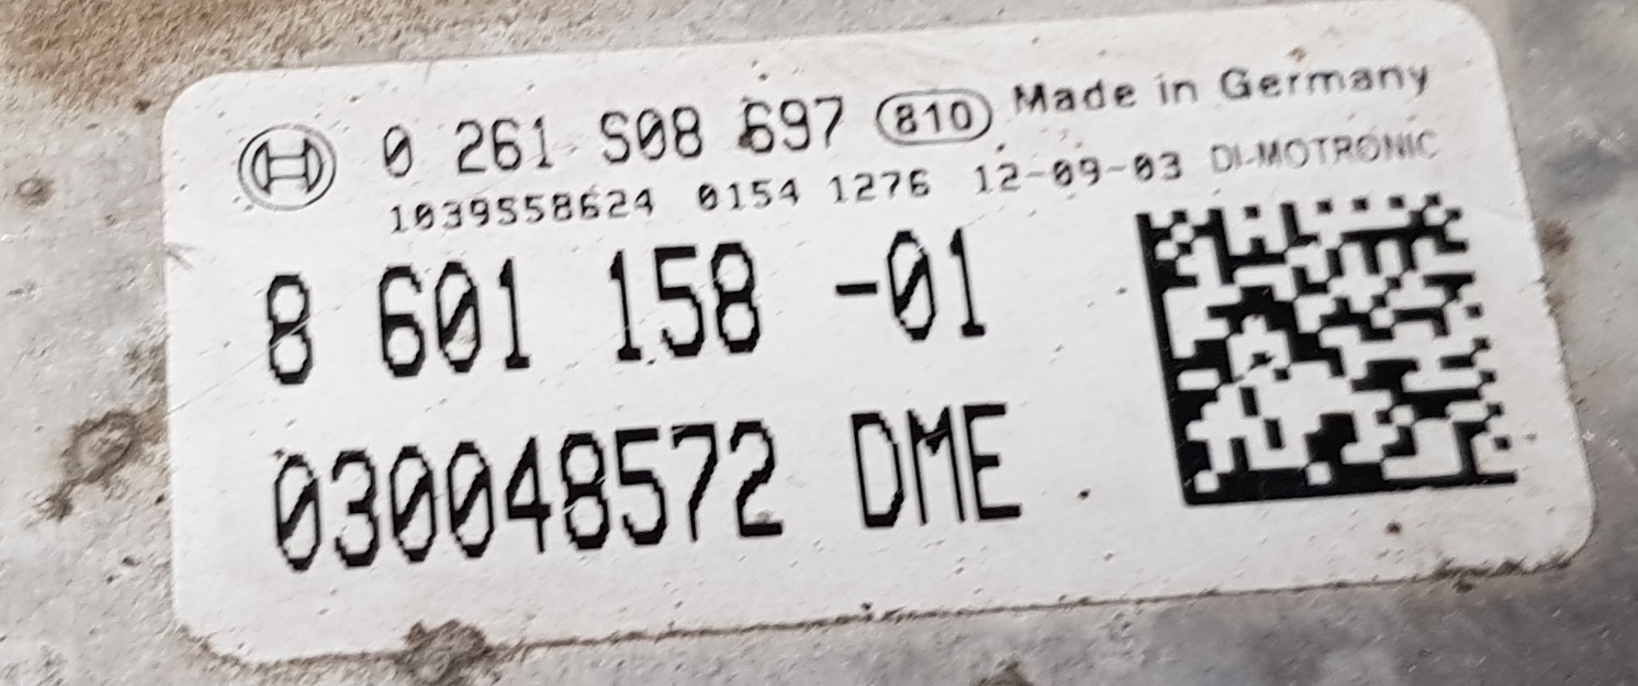 0 261 S08 697 810 Made in Germany
1039S58624 0154 1276 12-09-03 DI-MOTRONIC
8 601 158 -01
030048572 DME